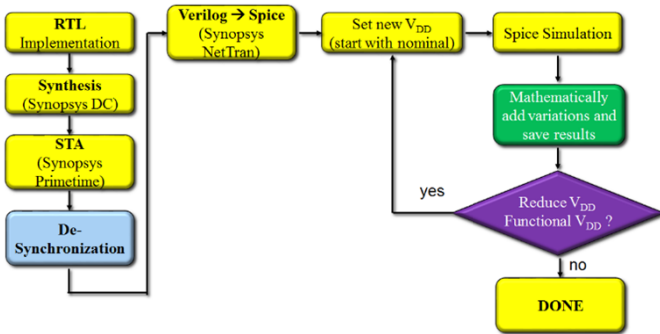 RTL
Implementation
Synthesis
(Synopsys DC)
STA
(Synopsys
Primetime)
De-
Synchronization
Verilog → Spice
(Synopsys
NetTran)
Set new VDD
(start with nominal)
Spice Simulation
Mathematically
add variations and
save results
Reduce VDD
Functional VDD ?
yes
no
DONE